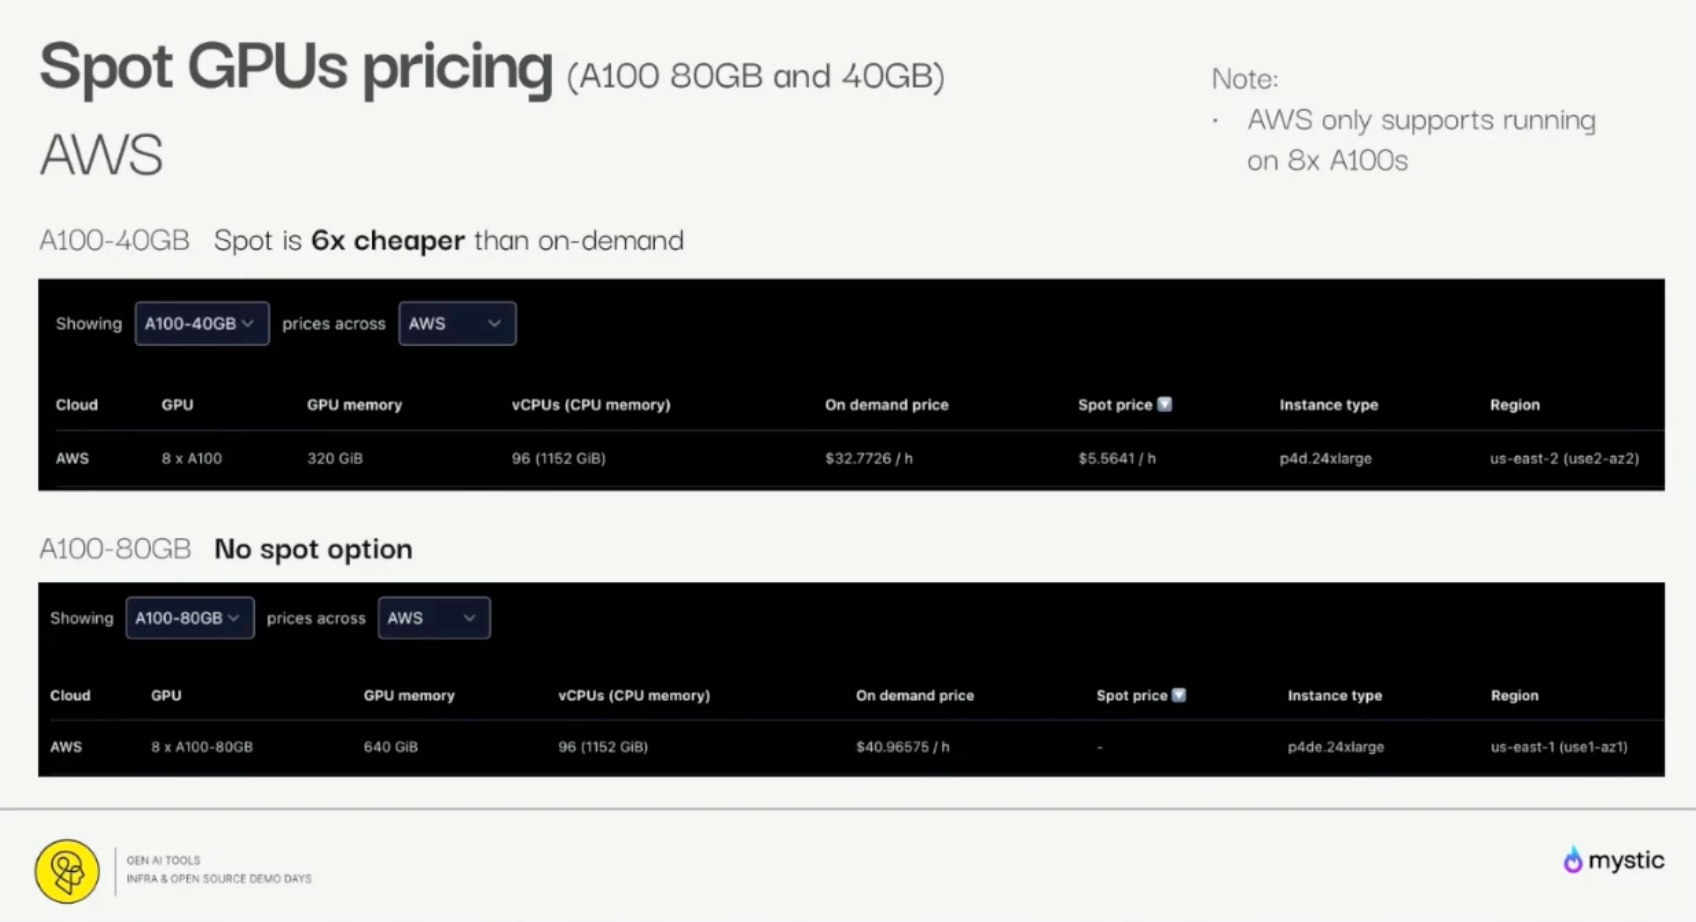 Spot GPUs pricing (A100 80GB and 40GB)
AWS
Note:
· AWS only supports running
on 8x A100s
A100-40GB Spot is 6x cheaper than on-demand
Showing A100-40GB prices across AWS
Cloud GPU GPU memory vCPUs (CPU memory) On demand price Spot price Instance type Region
AWS 8 x A100 320 GiB 96 (1152 GiB) $32.7726 / h $5.5641 / h p4d.24xlarge us-east-2 (use2-az2)
A100-80GB No spot option
Showing A100-80GB prices across AWS
Cloud GPU GPU memory vCPUs (CPU memory) On demand price Spot price Instance type Region
AWS 8 x A100-80GB 640 GiB 96 (1152 GiB) $40.96575 / h - p4de.24xlarge us-east-1 (use1-az1)
GEN AI TOOLS
INFRA & OPEN SOURCE DEMO DAYS
mystic